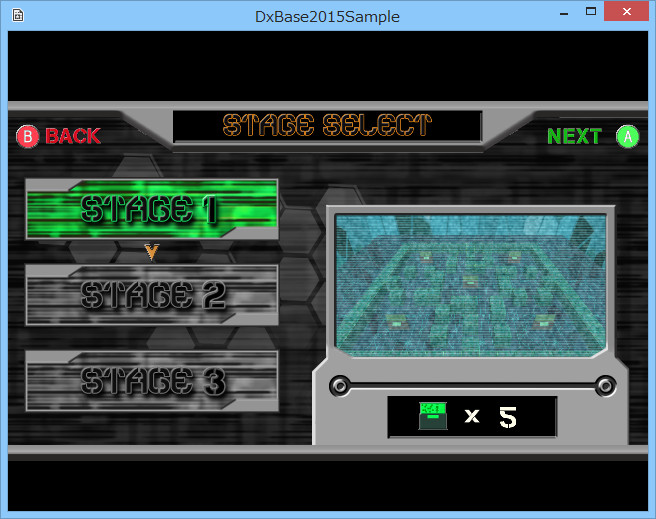 DxBase2015Sample
STAGE SELECT
B BACK
NEXT A
STAGE 1
STAGE 2
STAGE 3
x 5